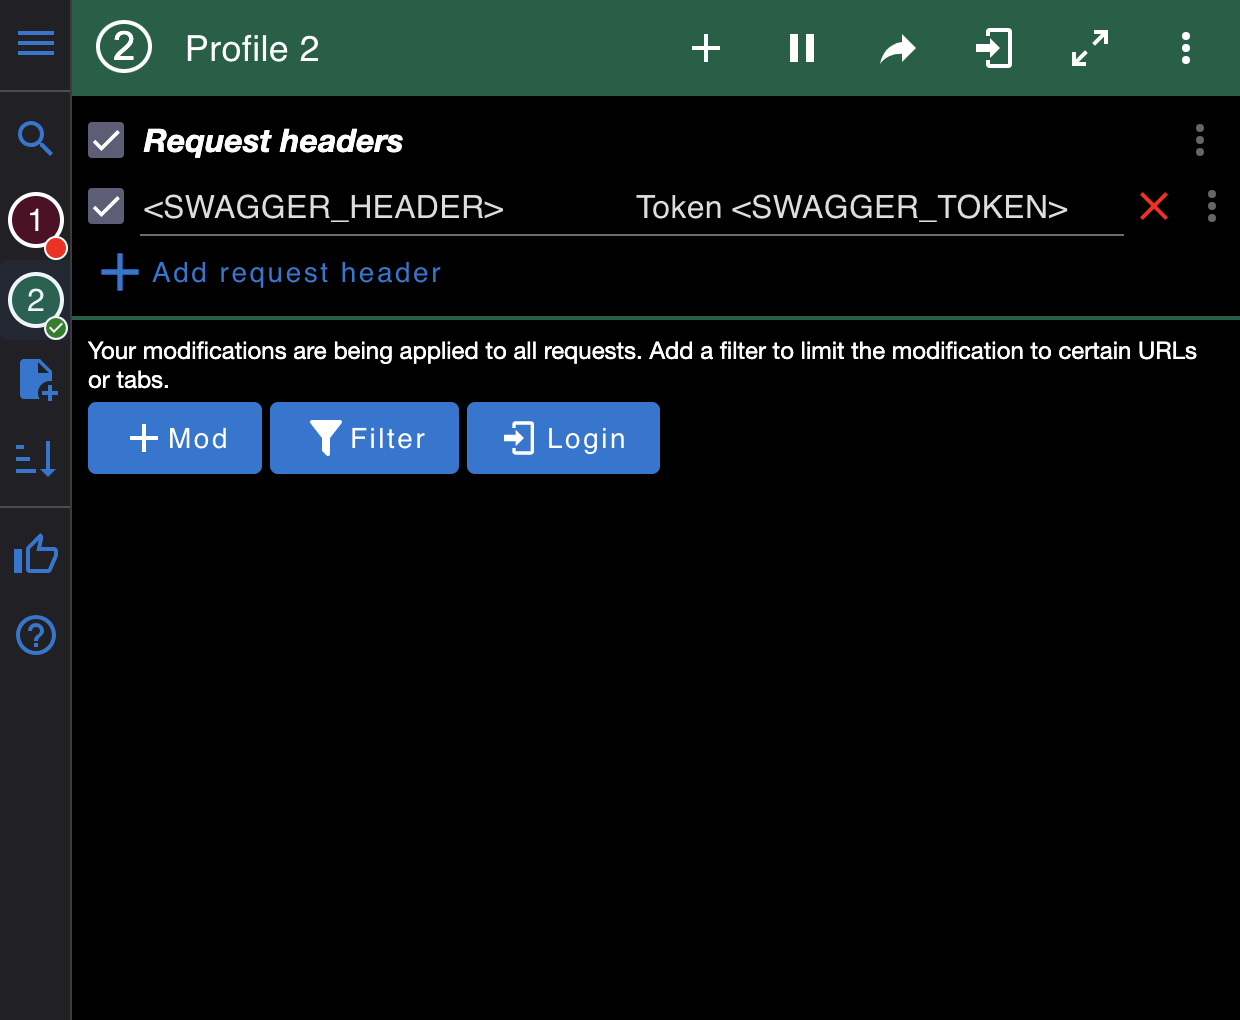 2 Profile 2
Request headers
1
<SWAGGER_HEADER> Token <SWAGGER_TOKEN>
Add request header
2
Your modifications are being applied to all requests. Add a filter to limit the modification to certain URLs
or tabs.
Mod Filter Login
?